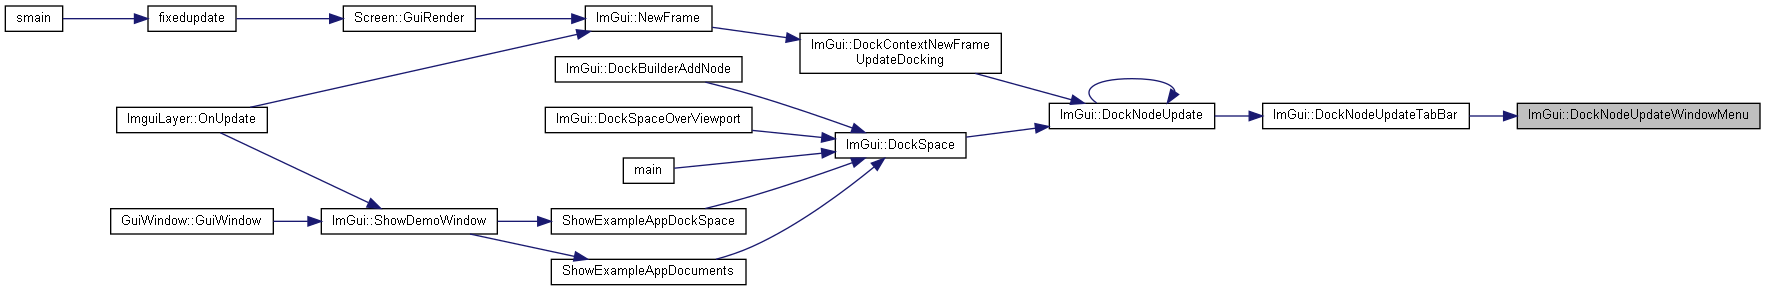 smain
fixedupdate
Screen::GuiRender
ImGui::NewFrame
ImGui::DockContextNewFrame
UpdateDocking
ImGui::DockBuilderAddNode
ImguiLayer::OnUpdate
ImGui::DockSpaceOverViewport
ImGui::DockNodeUpdate
ImGui::DockNodeUpdateTabBar
ImGui::DockNodeUpdateWindowMenu
ImGui::DockSpace
main
GuiWindow::GuiWindow
ImGui::ShowDemoWindow
ShowExampleAppDockSpace
ShowExampleAppDocuments